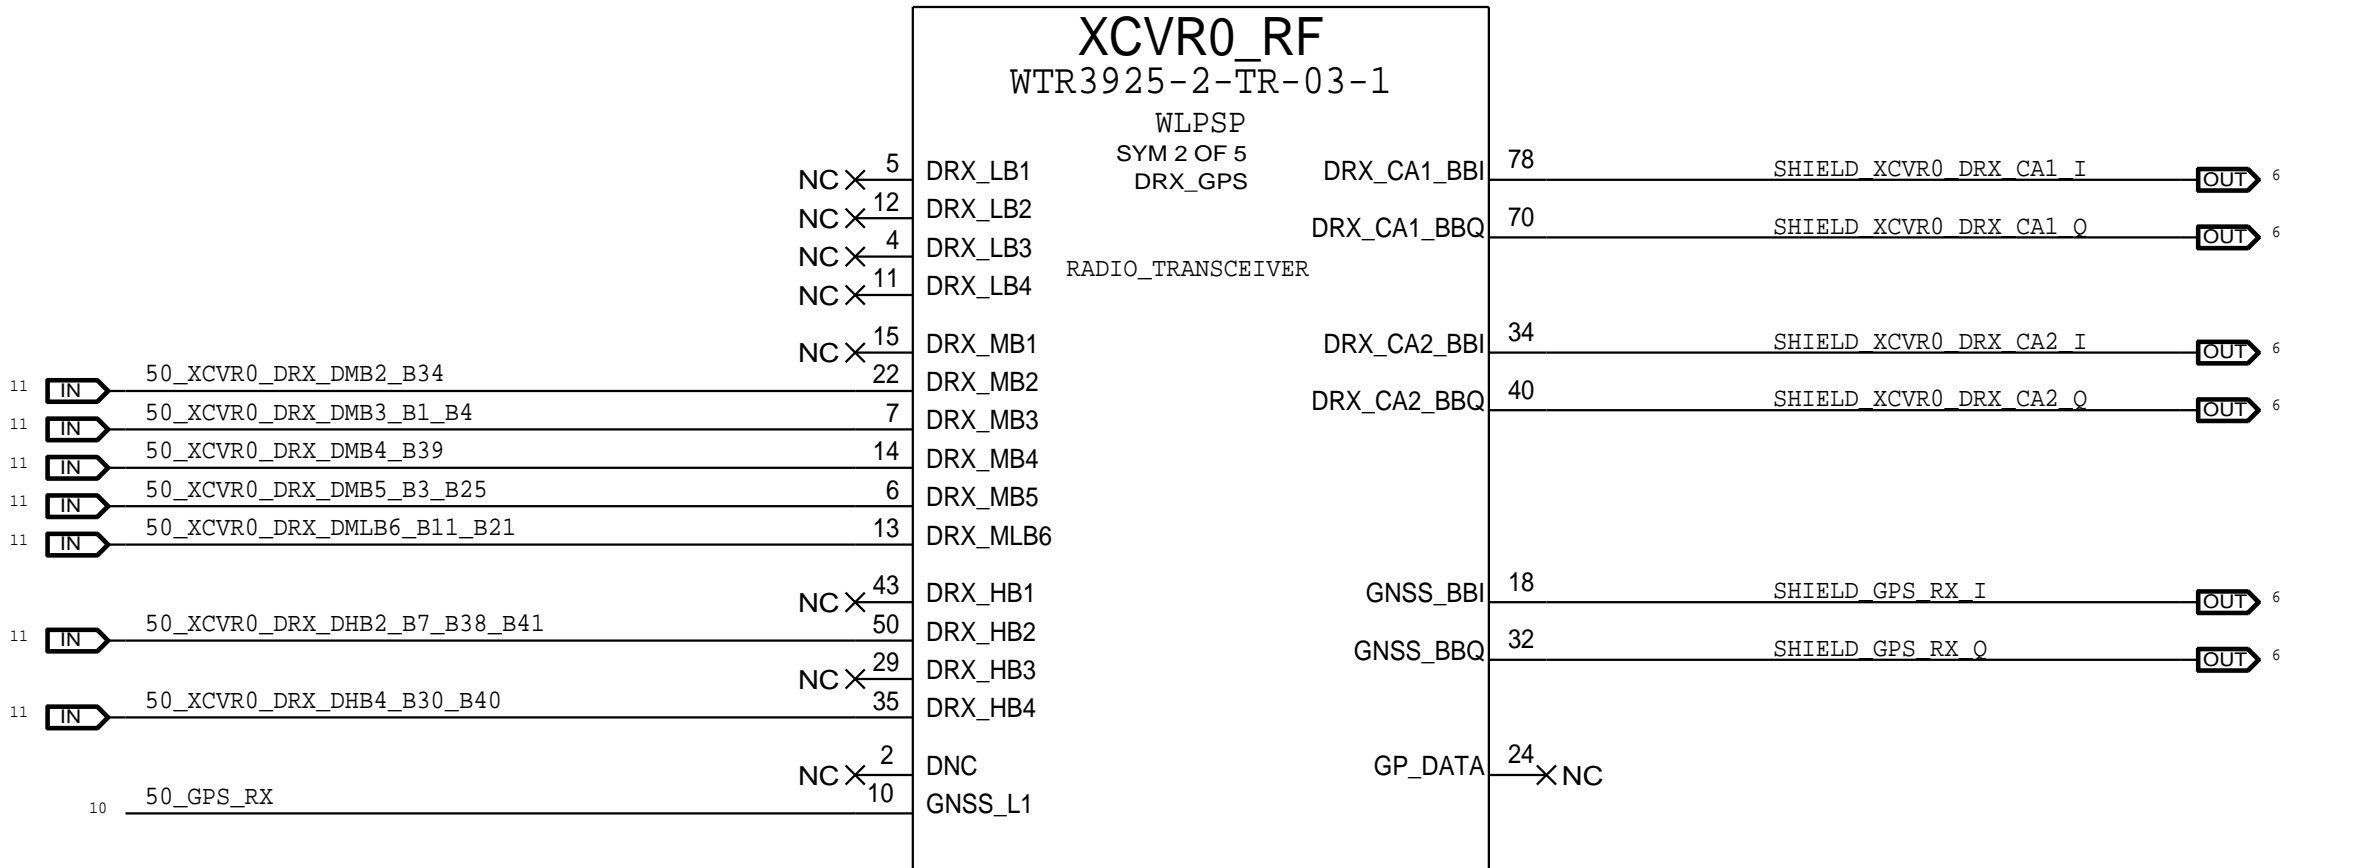 XCVR0_RF
WTR3925-2-TR-03-1
WLPSP
SYM 2 OF 5
DRX_GPS
RADIO_TRANSCEIVER
NC 5 DRX_LB1
NC 12 DRX_LB2
NC 4 DRX_LB3
NC 11 DRX_LB4
NC 15 DRX_MB1
11 IN 50_XCVR0_DRX_DMB2_B34 22 DRX_MB2
11 IN 50_XCVR0_DRX_DMB3_B1_B4 7 DRX_MB3
11 IN 50_XCVR0_DRX_DMB4_B39 14 DRX_MB4
11 IN 50_XCVR0_DRX_DMB5_B3_B25 6 DRX_MB5
11 IN 50_XCVR0_DRX_DMLB6_B11_B21 13 DRX_MLB6
NC 43 DRX_HB1
11 IN 50_XCVR0_DRX_DHB2_B7_B38_B41 50 DRX_HB2
NC 29 DRX_HB3
11 IN 50_XCVR0_DRX_DHB4_B30_B40 35 DRX_HB4
NC 2 DNC
10 50_GPS_RX 10 GNSS_L1
DRX_CA1_BBI 78 SHIELD_XCVR0_DRX_CA1_I OUT 6
DRX_CA1_BBQ 70 SHIELD_XCVR0_DRX_CA1_Q OUT 6
DRX_CA2_BBI 34 SHIELD_XCVR0_DRX_CA2_I OUT 6
DRX_CA2_BBQ 40 SHIELD_XCVR0_DRX_CA2_Q OUT 6
GNSS_BBI 18 SHIELD_GPS_RX_I OUT 6
GNSS_BBQ 32 SHIELD_GPS_RX_Q OUT 6
GP_DATA 24 NC